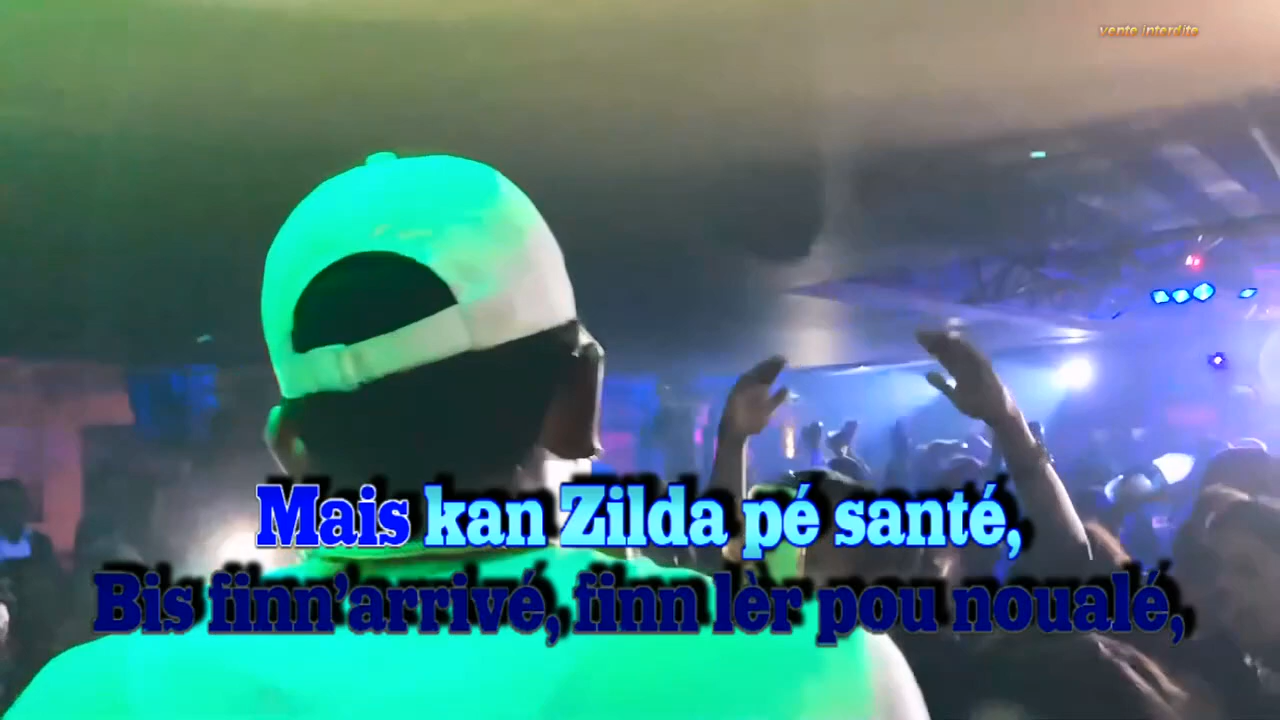 vente interdite
Mais kan Zilda pé santé,
Bis finn'arrivé, finn lèr pou noualé,